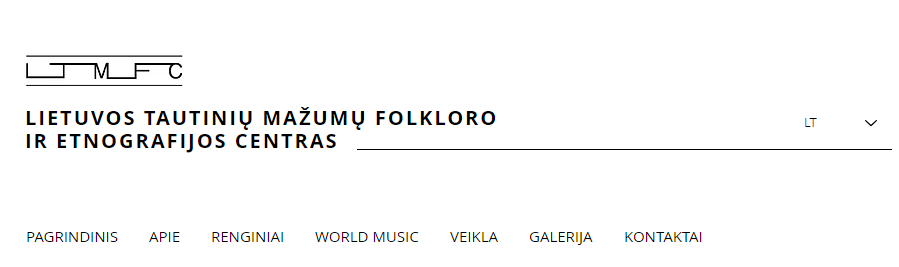 LTMFC
LIETUVOS TAUTINIŲ MAŽUMŲ FOLKLORO
IR ETNOGRAFIJOS CENTRAS
LT
PAGRINDINIS APIE RENGINIAI WORLD MUSIC VEIKLA GALERIJA KONTAKTAI